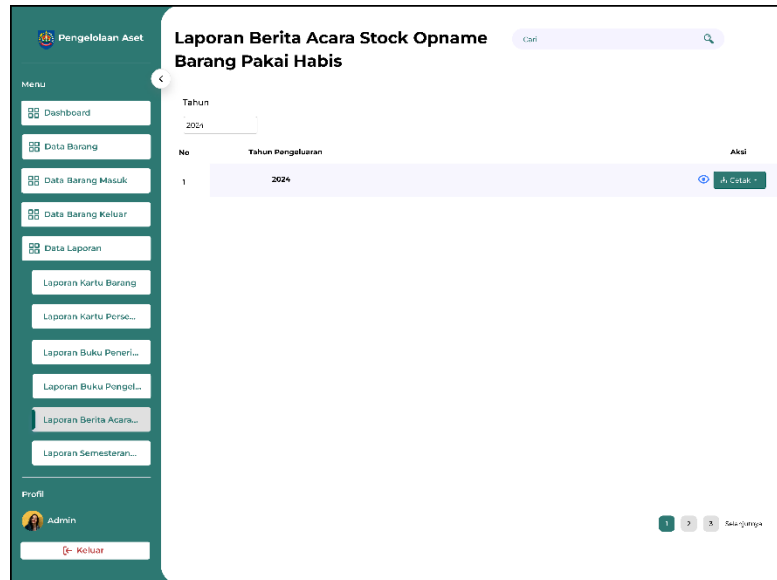 Pengelolaan Aset
Menu
Dashboard
Data Barang
Data Barang Masuk
Data Barang Keluar
Data Laporan
Laporan Kartu Barang
Laporan Kartu Perse...
Laporan Buku Peneri...
Laporan Buku Pengel...
Laporan Berita Acara...
Laporan Semesteran...
Profil
Admin
Keluar
Laporan Berita Acara Stock Opname
Barang Pakai Habis
Cari
Tahun
2024
No Tahun Pengeluaran Aksi
1 2024 Cetak
1 2 3 Selanjutnya